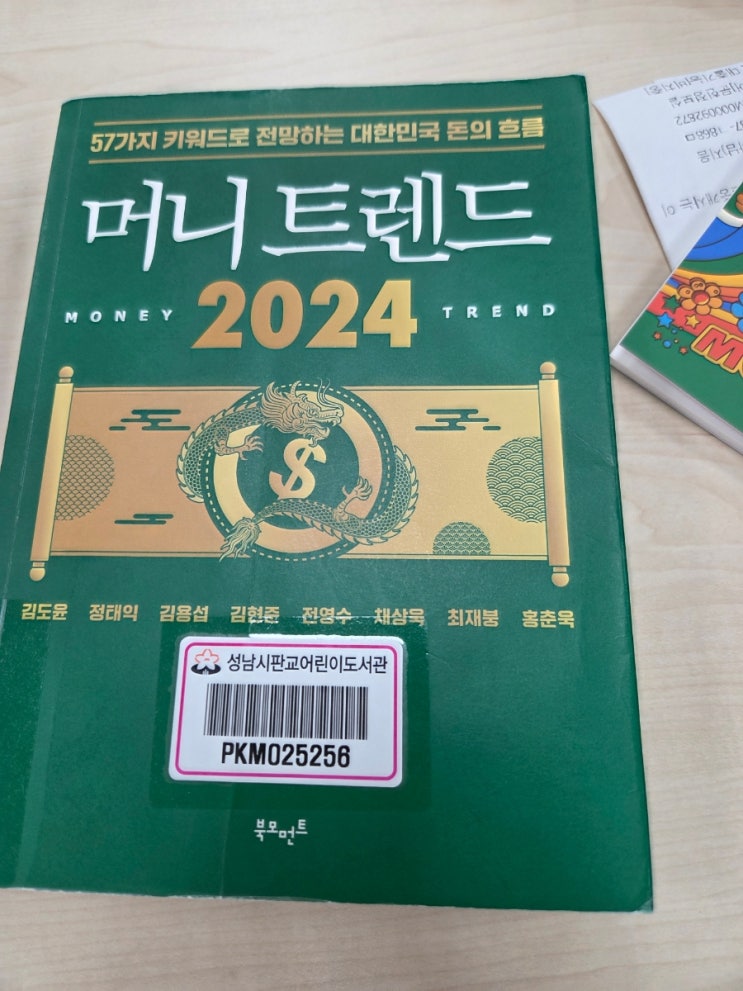 57가지 키워드로 전망하는 대한민국 돈의 흐름
머니 트렌드
MONEY 2024 TREND
$
김도윤 정태익 김용섭 김현준 전영수 채상욱 최재붕 홍춘욱
성남시판교어린이도서관
PKM025256
북모먼트